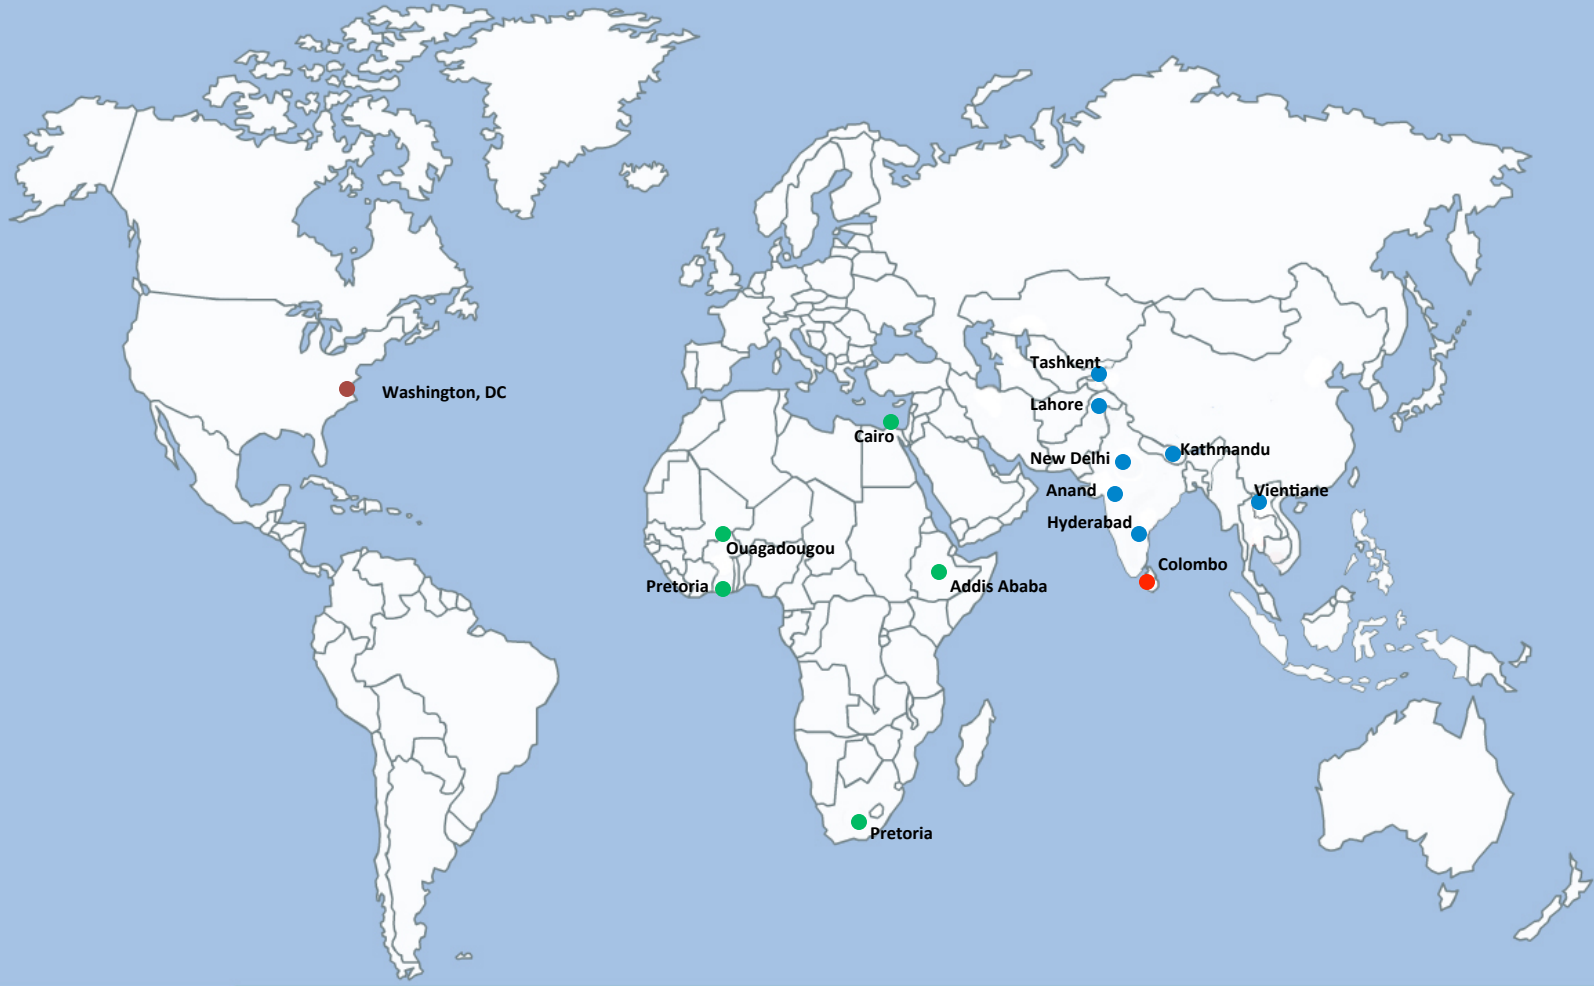 Tashkent
Washington, DC
Lahore
Cairo
Kathmandu
New Delhi
Anand
Vientiane
Hyderabad
Ouagadougou
Colombo
Pretoria
Addis Ababa
Pretoria